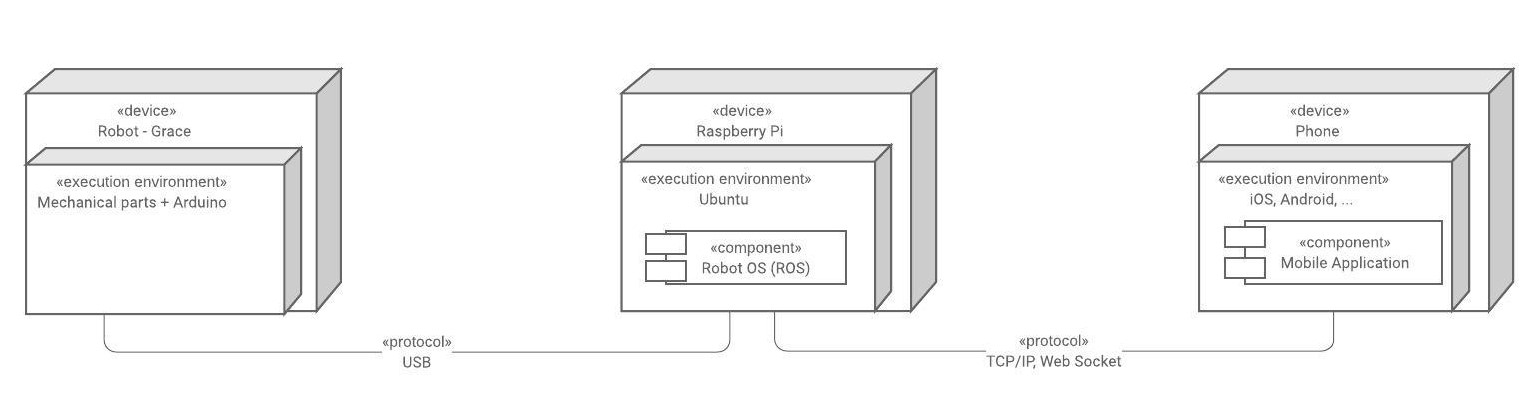 «device»
Robot - Grace
«execution environment»
Mechanical parts + Arduino
«device»
Raspberry Pi
«execution environment»
Ubuntu
«component»
Robot OS (ROS)
«device»
Phone
«execution environment»
iOS, Android, ...
«component»
Mobile Application
«protocol»
USB
«protocol»
TCP/IP, Web Socket